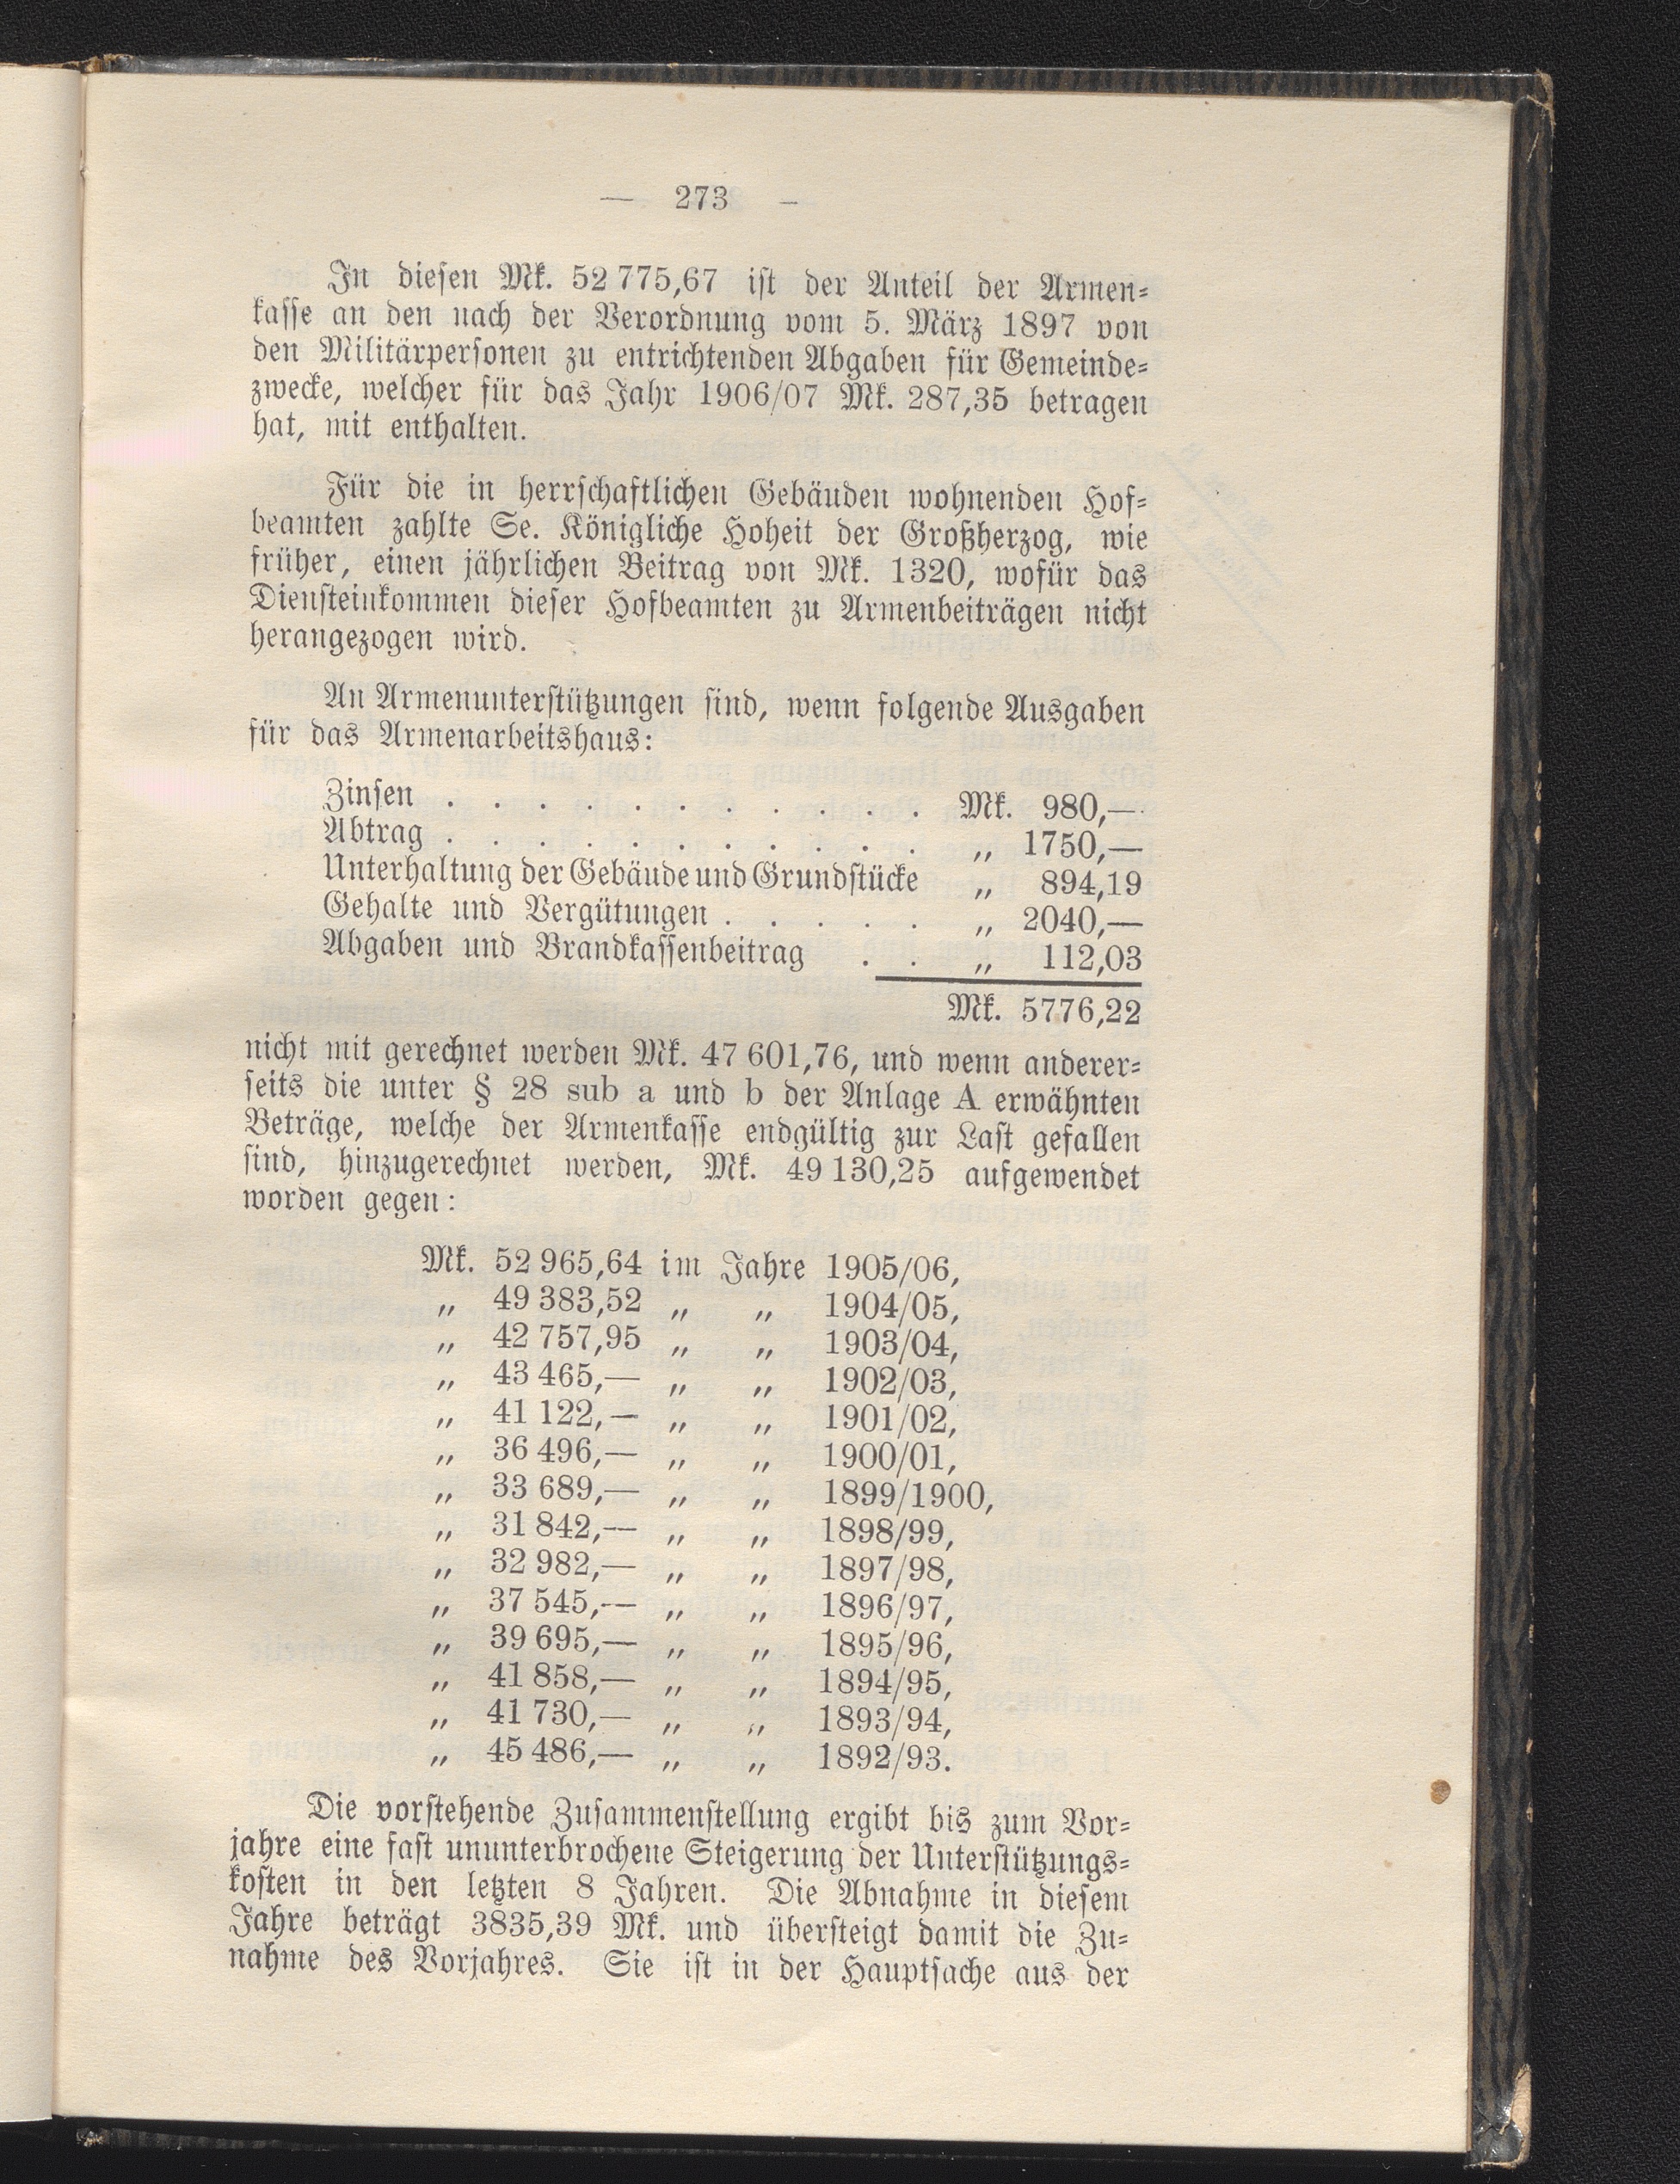 — 273 –
In diesen Mk. 52 775,67 ist der Anteil der Armen-
kasse an den nach der Verordnung vom 5. März 1897 von
den Militärpersonen zu entrichtenden Abgaben für Gemeinde-
zwecke, welcher für das Jahr 1906/07 Mk. 287,35 betragen
hat, mit enthalten.
Für die in herrschaftlichen Gebäuden wohnenden Hof-
beamten zahlte Se. Königliche Hoheit der Großherzog, wie
früher, einen jährlichen Beitrag von Mk. 1320, wofür das
Diensteinkommen dieser Hofbeamten zu Armenbeiträgen nicht
herangezogen wird.
An Armenunterstützungen sind, wenn folgende Ausgaben
für das Armenarbeitshaus:
Zinsen . . . . . . . . . . . Mk. 980,—
Abtrag . . . . . . . . . . . „ 1750,—
Unterhaltung der Gebäude und Grundstücke „ 894,19
Gehalte und Vergütungen . . . . . „ 2040,—
Abgaben und Brandkassenbeitrag . . „ 112,03
Mk. 5776,22
nicht mit gerechnet werden Mk. 47 601,76, und wenn anderer-
seits die unter § 28 sub a und b der Anlage A erwähnten
Beträge, welche der Armenkasse endgültig zur Last gefallen
sind, hinzugerechnet werden, Mk. 49 130,25 aufgewendet
worden gegen:
Mk. 52 965,64 im Jahre 1905/06,
„ 49 383,52 „ „ 1904/05,
„ 42 757,95 „ „ 1903/04,
„ 43 465,— „ „ 1902/03,
„ 41 122,— „ „ 1901/02,
„ 36 496,— „ „ 1900/01,
„ 33 689,— „ „ 1899/1900,
„ 31 842,— „ „ 1898/99,
„ 32 982,— „ „ 1897/98,
„ 37 545,— „ „ 1896/97,
„ 39 695,— „ „ 1895/96,
„ 41 858,— „ „ 1894/95,
„ 41 730,— „ „ 1893/94,
„ 45 486,— „ „ 1892/93.
Die vorstehende Zusammenstellung ergibt bis zum Vor-
jahre eine fast ununterbrochene Steigerung der Unterstützungs-
kosten in den letzten 8 Jahren. Die Abnahme in diesem
Jahre beträgt 3835,39 Mk. und übersteigt damit die Zu-
nahme des Vorjahres. Sie ist in der Hauptsache aus der